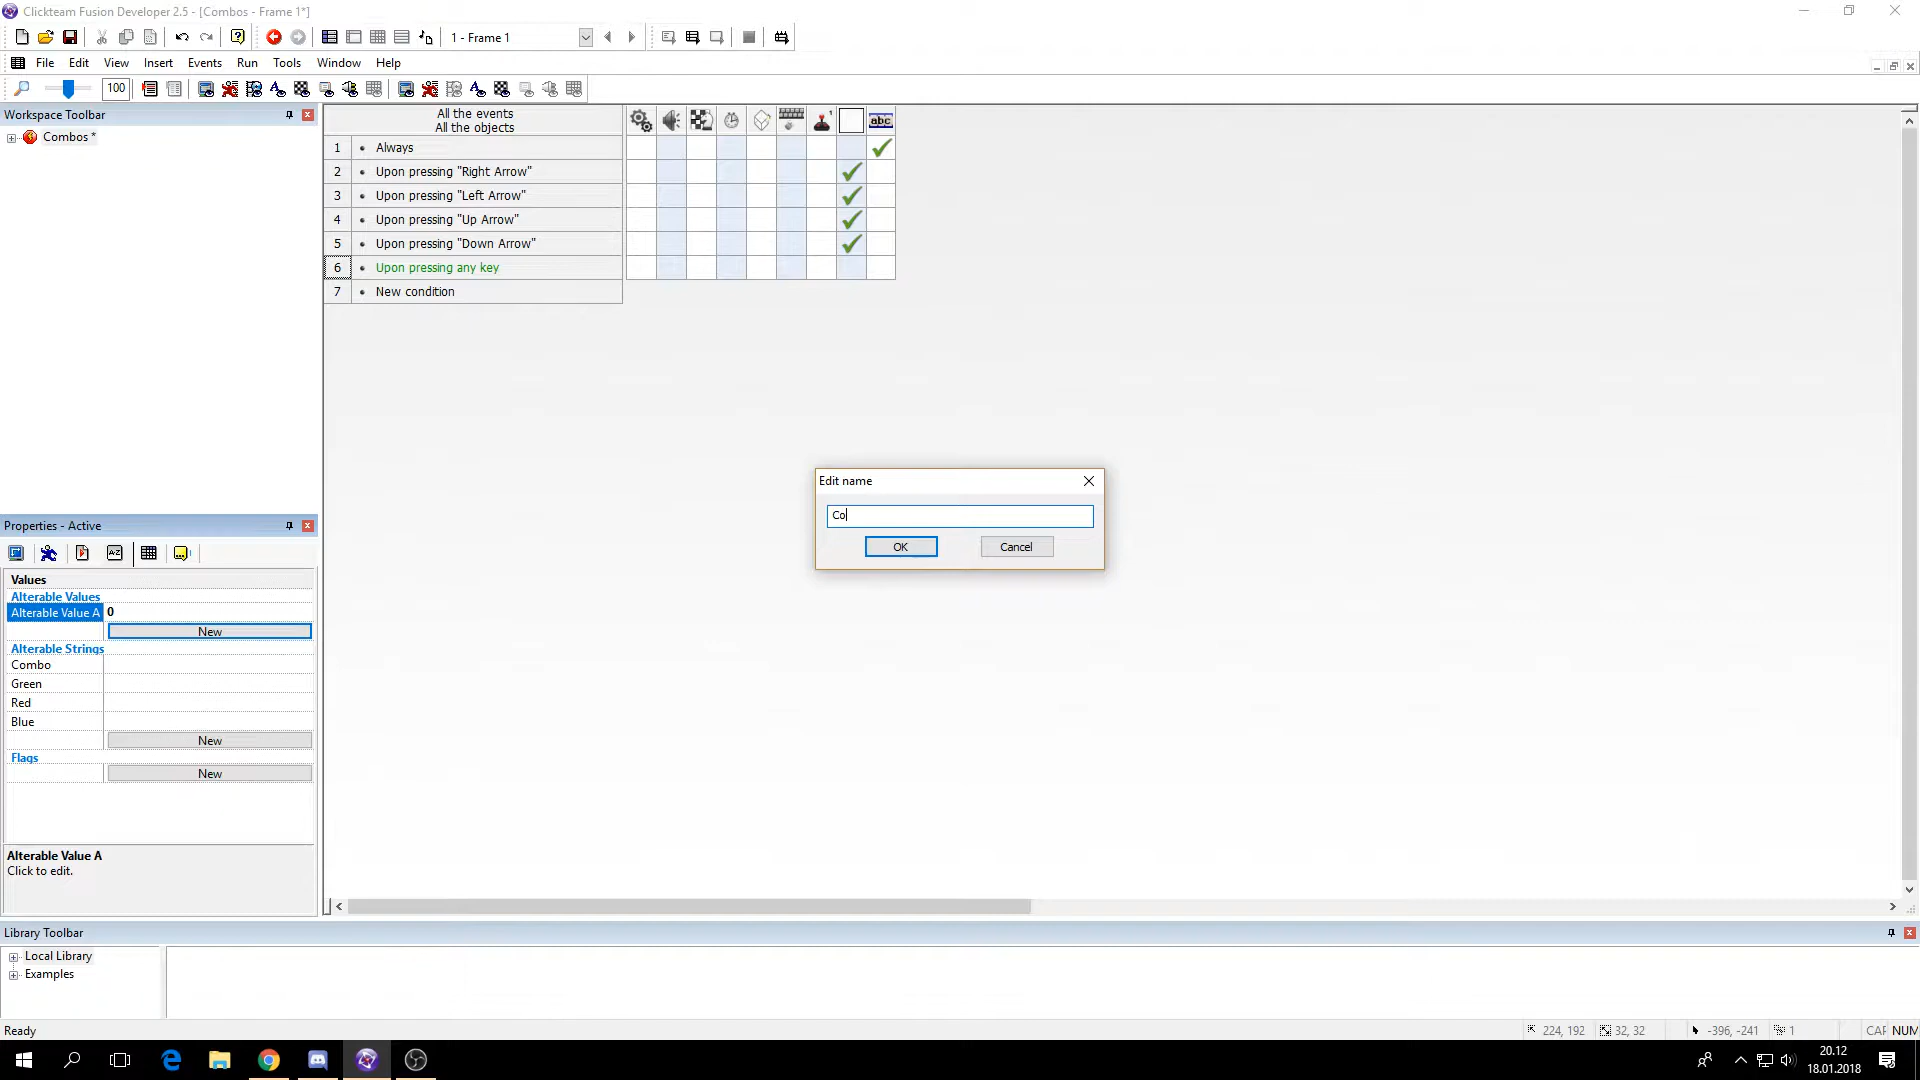 Clickteam Fusion Developer 2.5 - [Combos - Frame 1*]
1 - Frame 1
File Edit View Insert Events Run Tools Window Help
100
Workspace Toolbar
Combos *
All the events
All the objects
abc
1 Always
2 Upon pressing "Right Arrow"
3 Upon pressing "Left Arrow"
4 Upon pressing "Up Arrow"
5 Upon pressing "Down Arrow"
6 Upon pressing any key
7 New condition
Edit name
Co
OK Cancel
Properties - Active
Values
Alterable Values
Alterable Value A 0
New
Alterable Strings
Combo
Green
Red
Blue
New
Flags
New
Alterable Value A
Click to edit.
Library Toolbar
Local Library
Examples
Ready
224, 192 32, 32 -396, -241 1 CAP NUM
20.12
18.01.2018